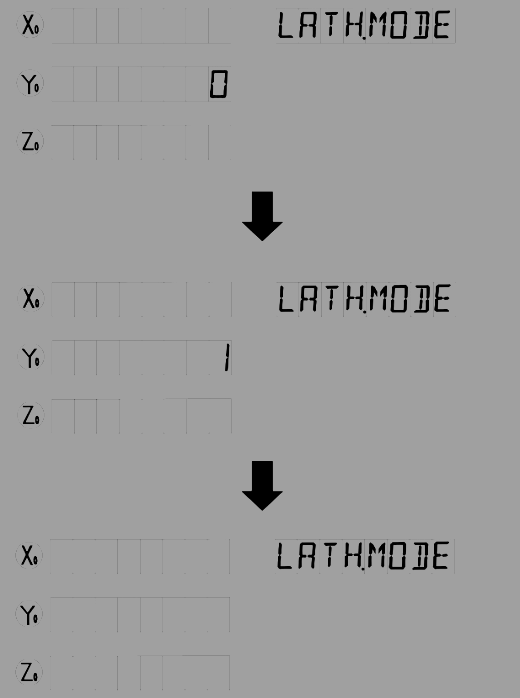 X₀ LATH.MODE
Y₀ 0
Z₀
X₀ LATH.MODE
Y₀ 1
Z₀
X₀ LATH.MODE
Y₀
Z₀